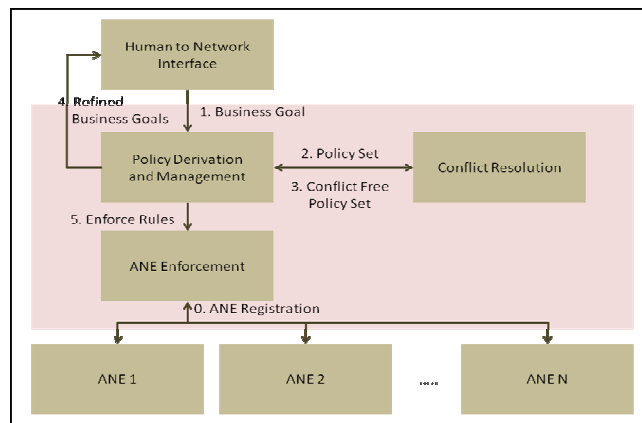 Human to Network
Interface
4. Refined
Business Goals
1. Business Goal
Policy Derivation
and Management
2. Policy Set
3. Conflict Free
Policy Set
Conflict Resolution
5. Enforce Rules
ANE Enforcement
0. ANE Registration
ANE 1
ANE 2
.....
ANE N